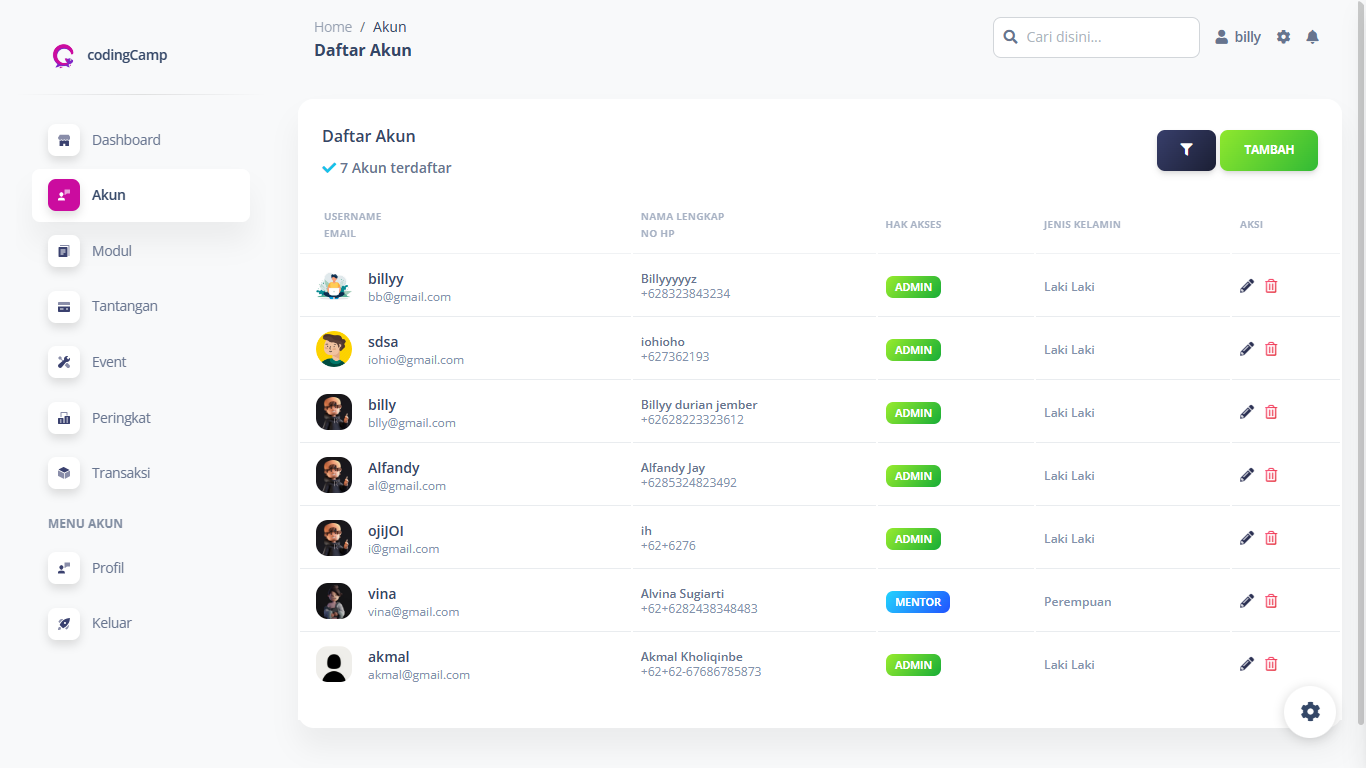 codingCamp
Dashboard
Akun
Modul
Tantangan
Event
Peringkat
Transaksi
MENU AKUN
Profil
Keluar
Home / Akun
Daftar Akun
Cari disini...
billy
Daftar Akun
7 Akun terdaftar
TAMBAH
USERNAME
EMAIL
NAMA LENGKAP
NO HP
HAK AKSES
JENIS KELAMIN
AKSI
billyy
bb@gmail.com
Billyyyyyz
+628323843234
ADMIN
Laki Laki
sdsa
iohio@gmail.com
iohioho
+627362193
ADMIN
Laki Laki
billy
blly@gmail.com
Billyy durian jember
+62628223323612
ADMIN
Laki Laki
Alfandy
al@gmail.com
Alfandy Jay
+6285324823492
ADMIN
Laki Laki
ojiJOI
i@gmail.com
ih
+62+6276
ADMIN
Laki Laki
vina
vina@gmail.com
Alvina Sugiarti
+62+6282438348483
MENTOR
Perempuan
akmal
akmal@gmail.com
Akmal Kholiqinbe
+62+62-67686785873
ADMIN
Laki Laki